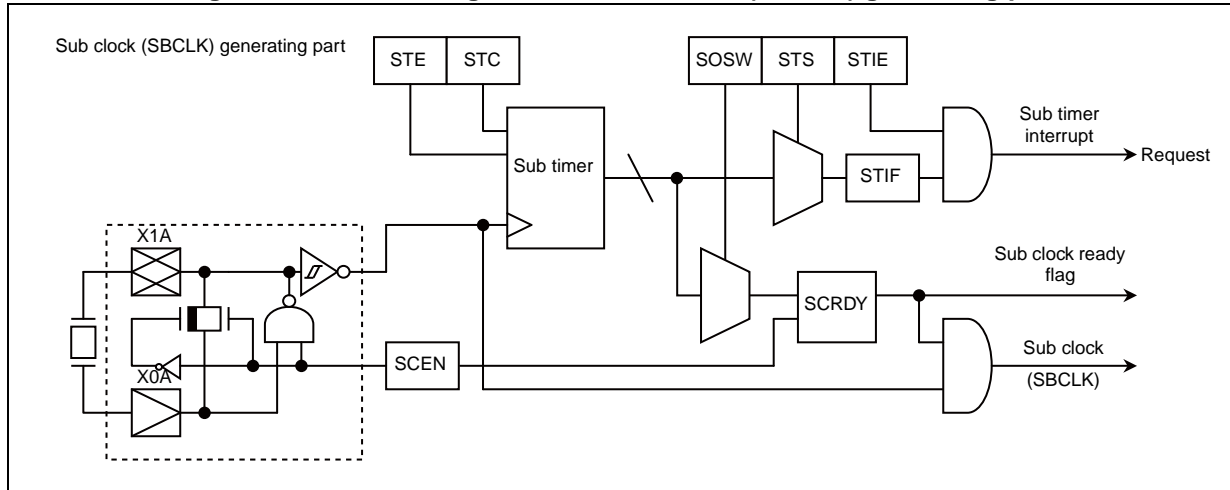 Sub clock (SBCLK) generating part
STE
STC
SOSW
STS
STIE
Sub timer
interrupt
Request
Sub timer
STIF
X1A
Sub clock ready
flag
SCRDY
SCEN
Sub clock
(SBCLK)
X0A